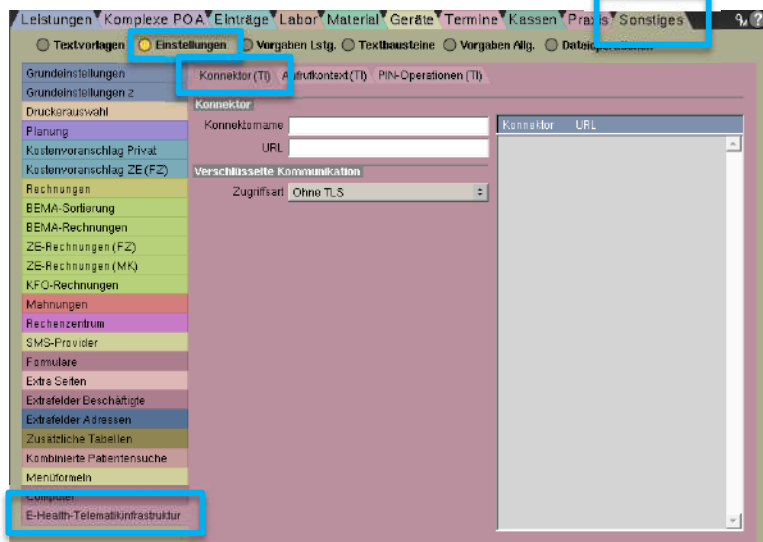 Leistungen Komplexe POA Einträge Labor Material Geräte Termine Kassen Praxis Sonstiges ?
Textvorlagen Einstellungen Vorgaben Lstg. Textbausteine Vorgaben Allg. Dateioperationen
Grundeinstellungen
Konnektor (TI) Aufrufkontext (TI) PIN-Operationen (TI)
Grundeinstellungen 2
Druckerauswahl
Konnektor
Planung
Konnektorname
Konnektor URL
Kostenvoranschlag Privat
URL
Kostenvoranschlag ZE (FZ)
Verschlüsselte Kommunikation
Rechnungen
Zugriffsart Ohne TLS
BEMA-Sortierung
BEMA-Rechnungen
ZE-Rechnungen (FZ)
ZE-Rechnungen (MK)
KFO-Rechnungen
Mahnungen
Rechenzentrum
SMS-Provider
Formulare
Extra Seiten
Extrafelder Beschäftigte
Extrafelder Adressen
Zusätzliche Tabellen
Kombinierte Patientensuche
Menüformeln
Computer
E-Health-Telematikinfrastruktur